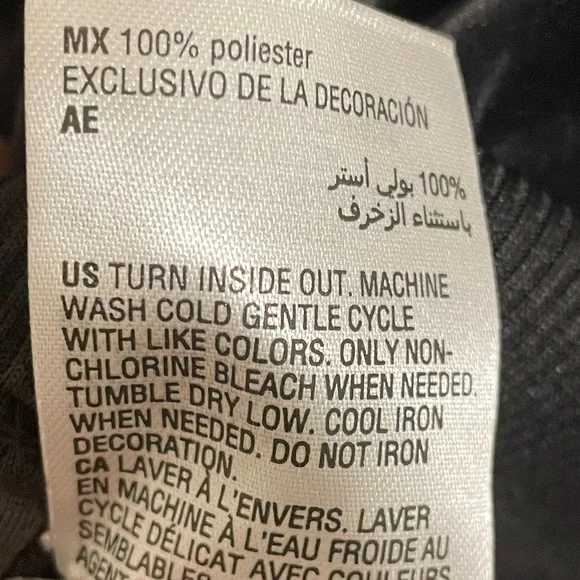 MX 100% poliester
EXCLUSIVO DE LA DECORACIÓN
AE
100% بولي أستر
باستثناء الزخرف
US TURN INSIDE OUT. MACHINE
WASH COLD GENTLE CYCLE
WITH LIKE COLORS. ONLY NON-
CHLORINE BLEACH WHEN NEEDED.
TUMBLE DRY LOW. COOL IRON
WHEN NEEDED. DO NOT IRON
DECORATION.
CA LAVER À L'ENVERS. LAVER
EN MACHINE À L'EAU FROIDE AU
CYCLE DÉLICAT AVEC COULEURS
SEMBLABLES